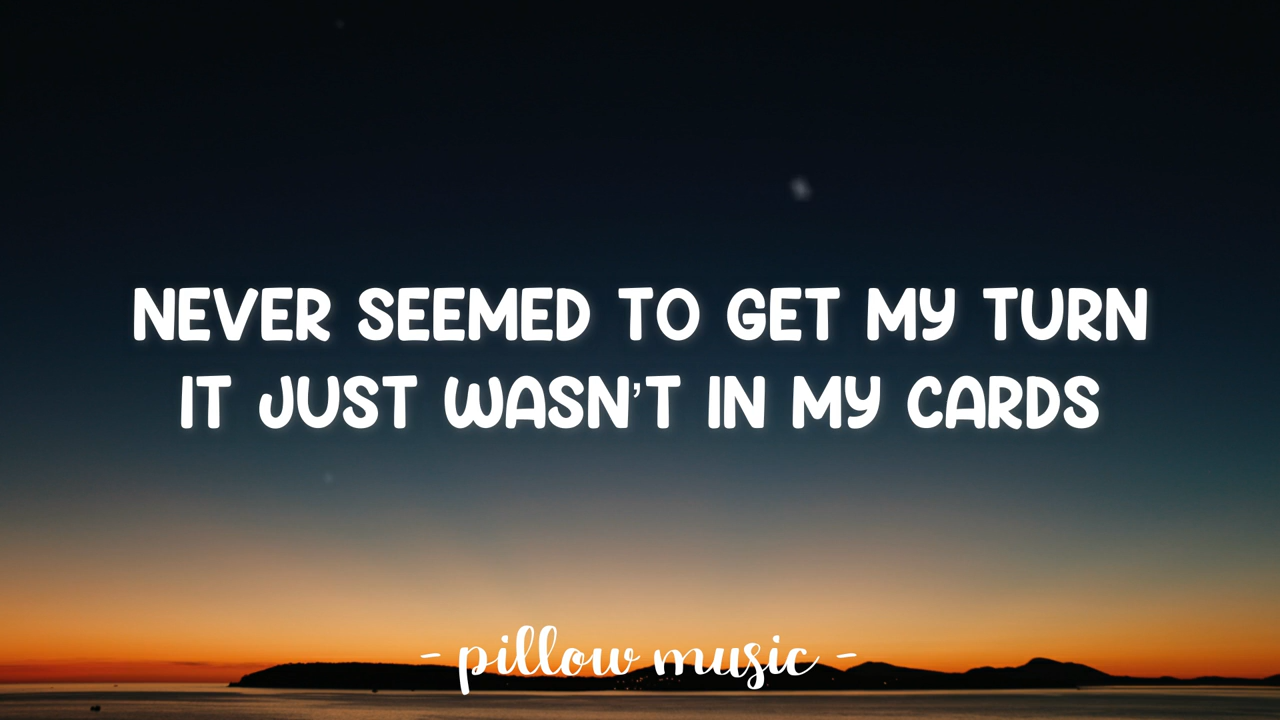 NEVER SEEMED TO GET MY TURN
IT JUST WASN'T IN MY CARDS
- pillow music -